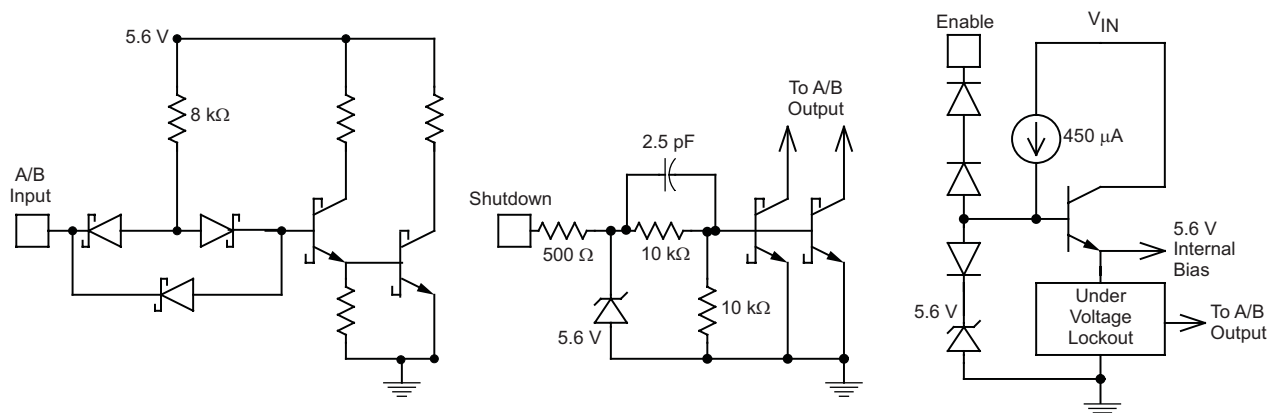 5.6 V
8 kΩ
A/B
Input
Shutdown
500 Ω
2.5 pF
10 kΩ
10 kΩ
5.6 V
To A/B
Output
Enable
V_IN
450 µA
5.6 V
Internal
Bias
5.6 V
Under
Voltage
Lockout
To A/B
Output